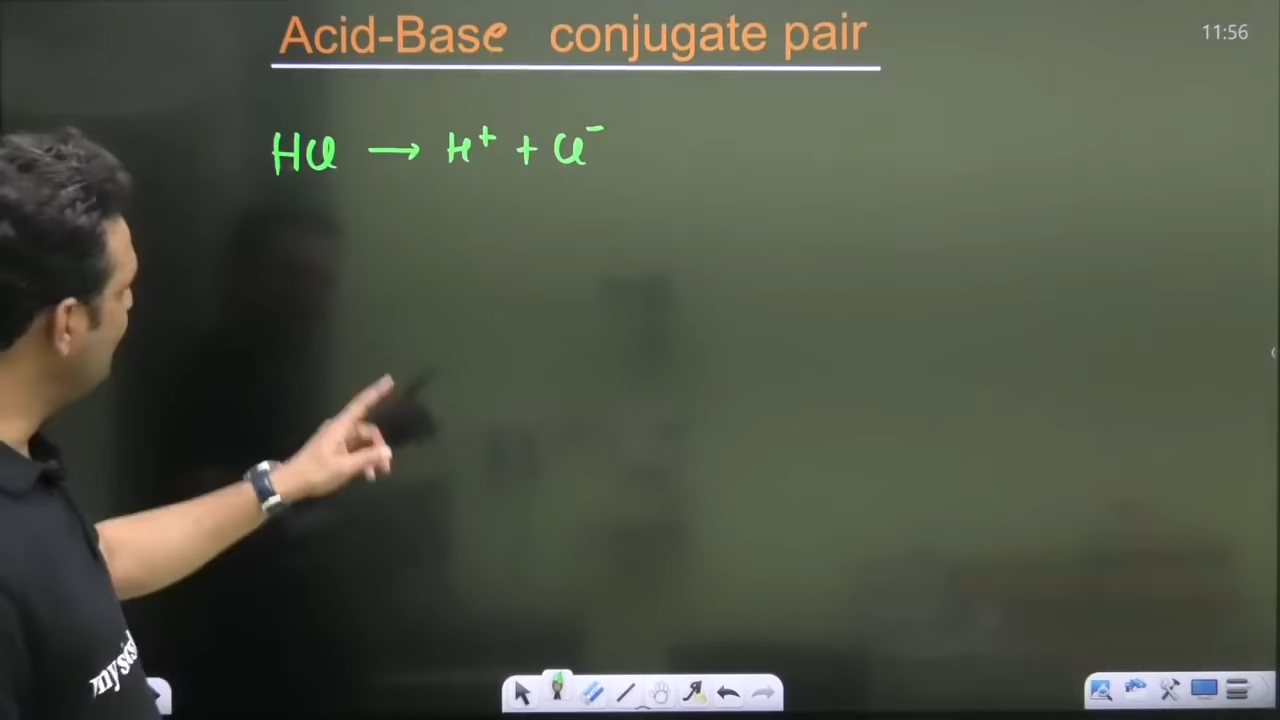 Acid-Base conjugate pair
11:56
HCl → H⁺ + Cl⁻